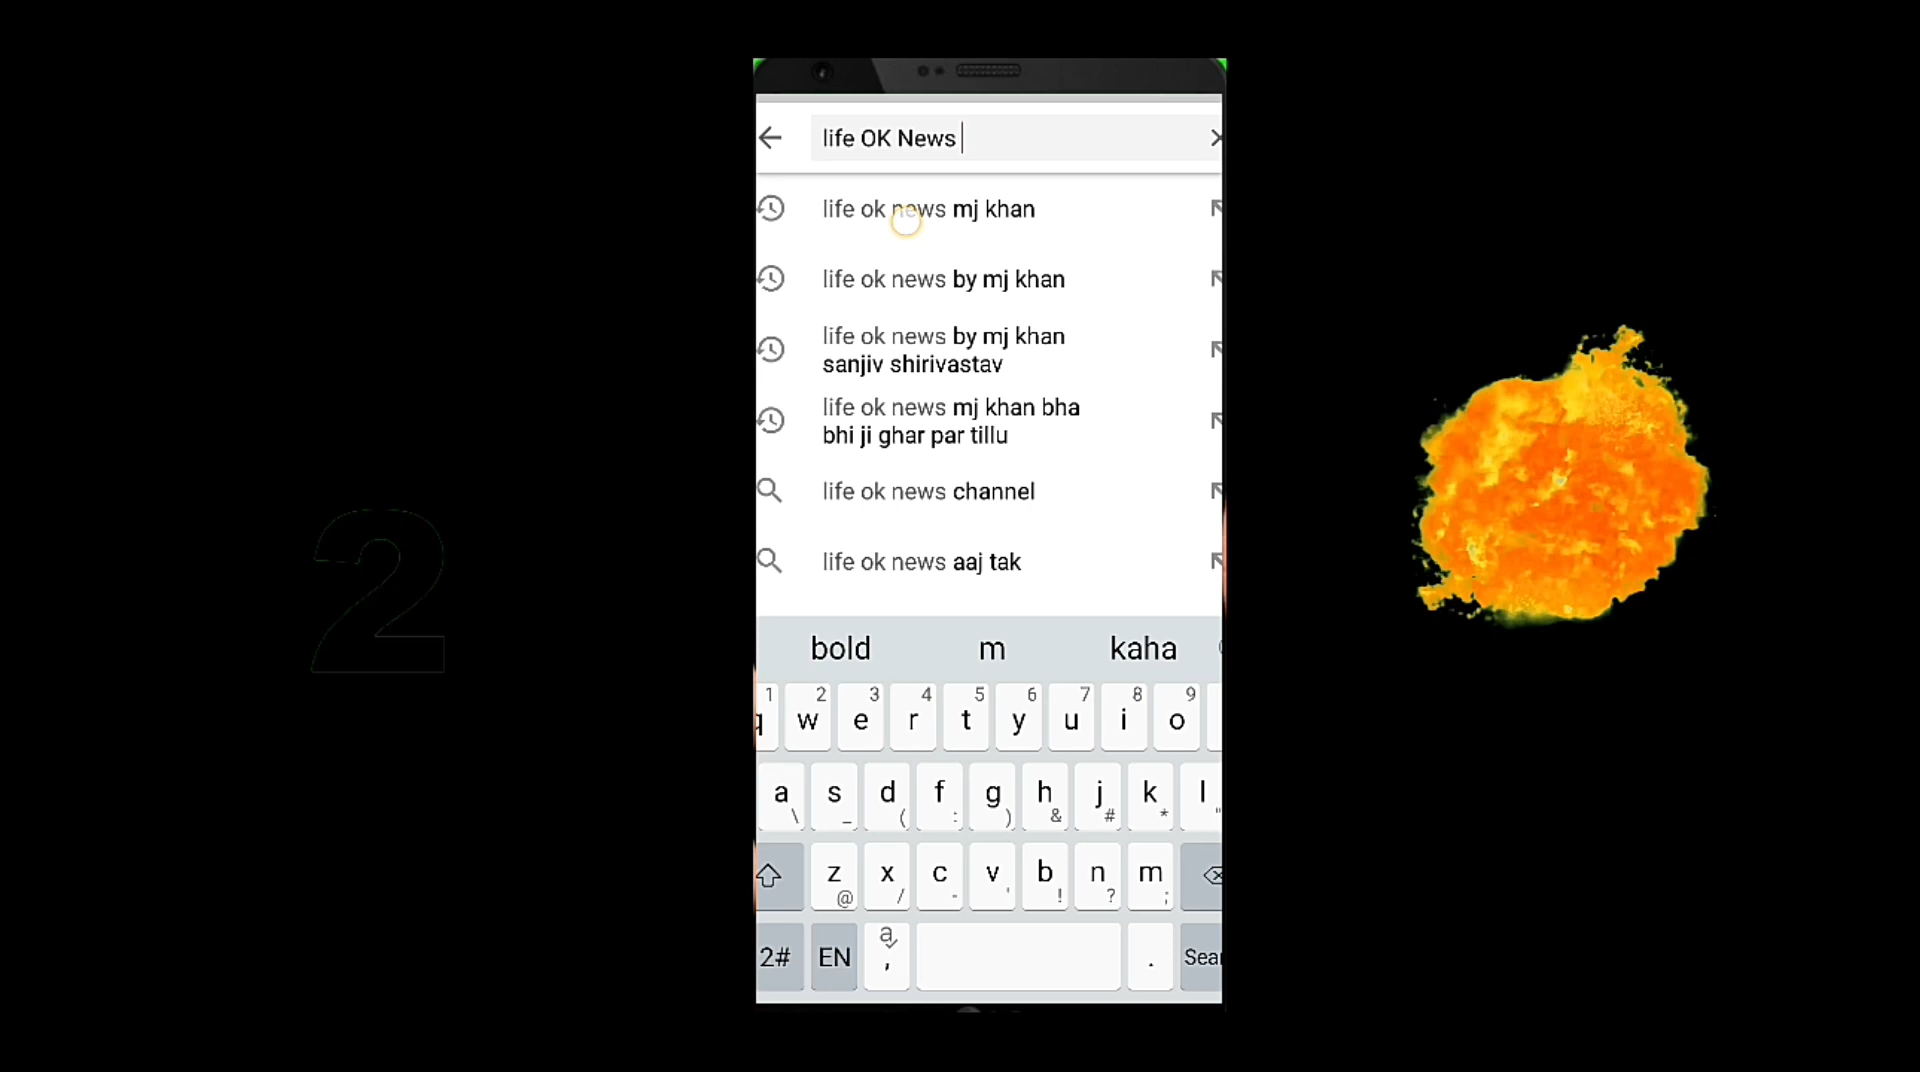 life OK News
life ok news mj khan
life ok news by mj khan
life ok news by mj khan
sanjiv shirivastav
life ok news mj khan bha
bhi ji ghar par tillu
life ok news channel
life ok news aaj tak
2
bold m kaha
1 2 3 4 5 6 7 8 9
q w e r t y u i o
a s d f g h j k l
\ _ ( : ) & # * "
z x c v b n m
@ / - ' ! ? ;
2# EN a , . Sear